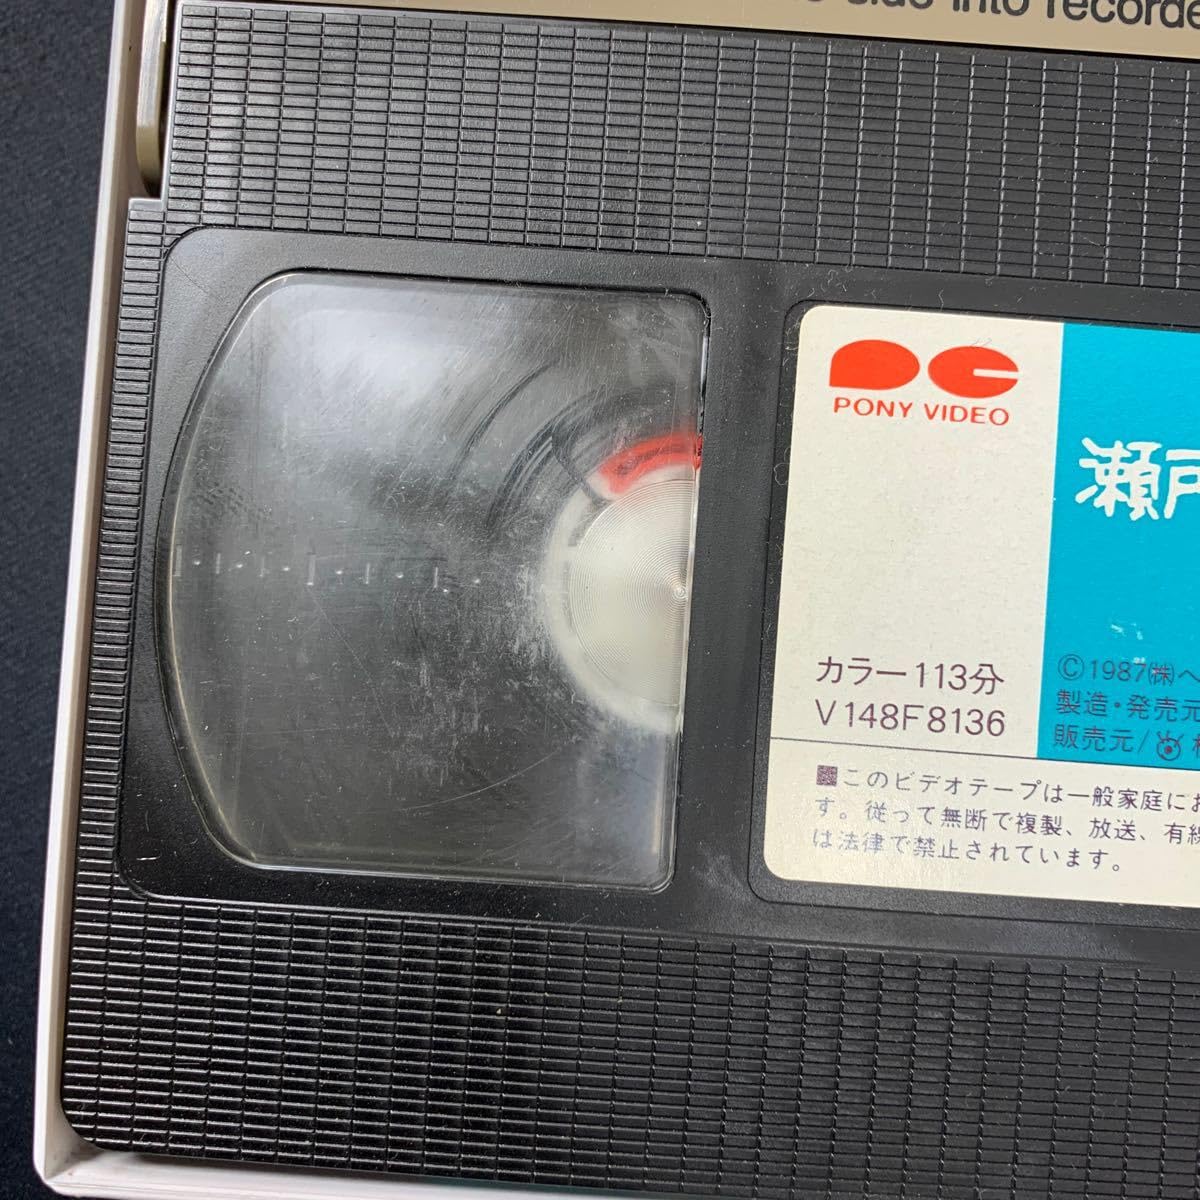 side into recorde
PONY VIDEO
瀬戸
カラー113分
V148F8136
©1987㈱ヘ
製造・発売元
販売元/
■このビデオテープは一般家庭にお
す。従って無断で複製、放送、有線
は法律で禁止されています。